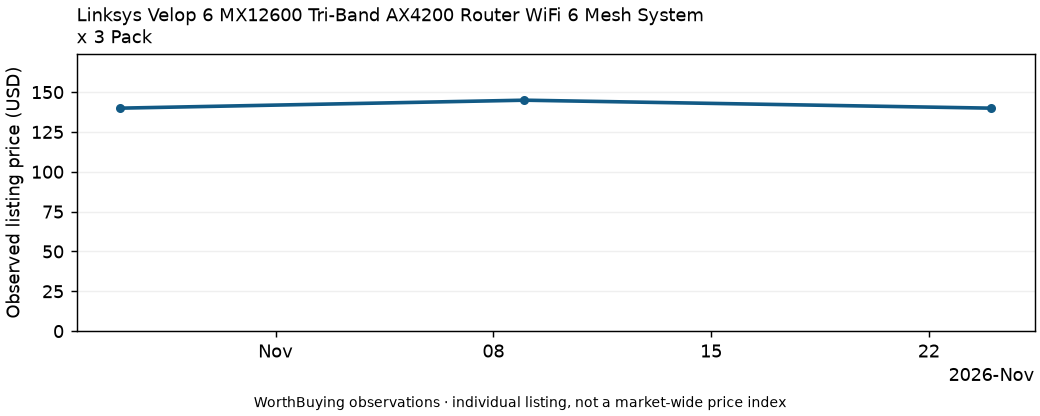 Linksys Velop 6 MX12600 Tri-Band AX4200 Router WiFi 6 Mesh System
x 3 Pack
Observed listing price (USD)
150
125
100
75
50
25
0
Nov
08
15
22
2026-Nov
WorthBuying observations · individual listing, not a market-wide price index